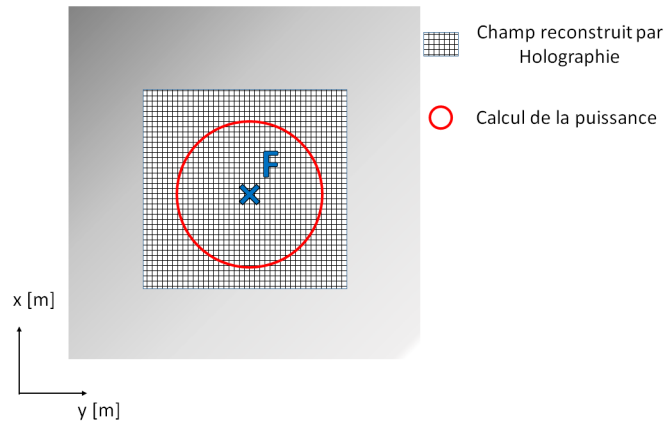 Champ reconstruit par
Holographie
Calcul de la puissance
F
x [m]
y [m]